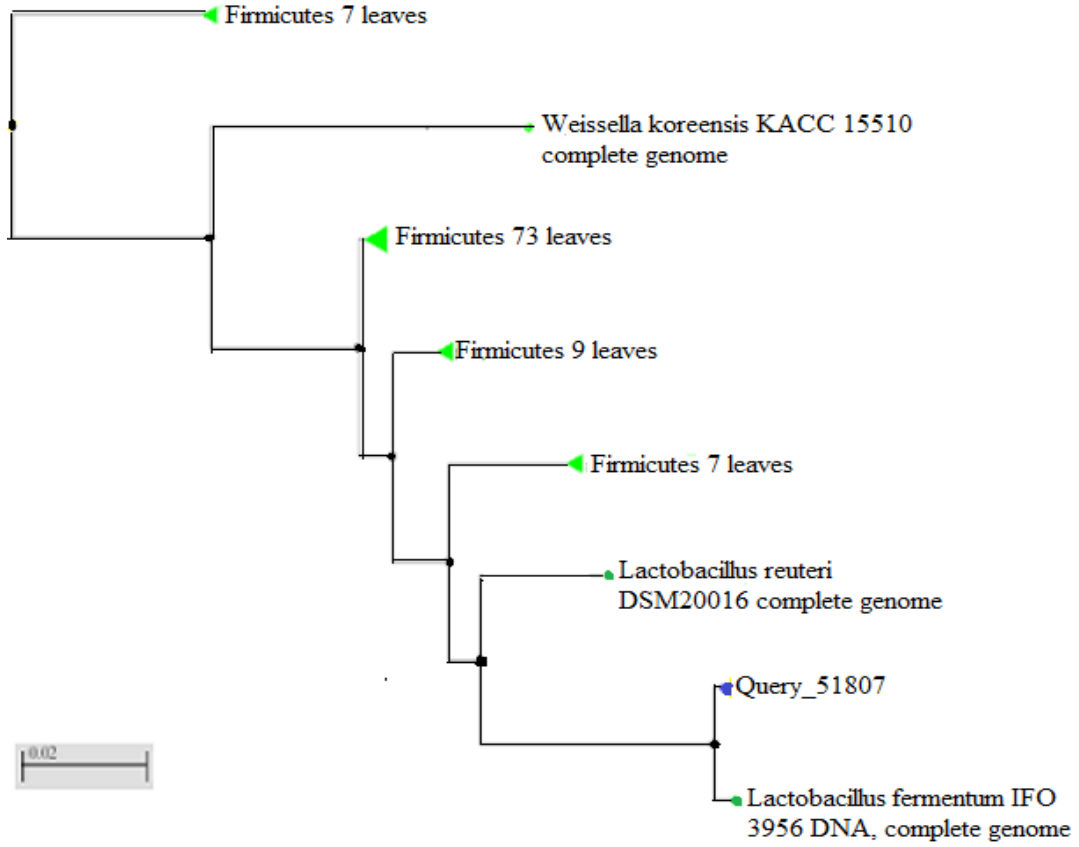 Firmicutes 7 leaves
Weissella koreensis KACC 15510
complete genome
Firmicutes 73 leaves
Firmicutes 9 leaves
Firmicutes 7 leaves
Lactobacillus reuteri
DSM20016 complete genome
Query_51807
0.02
Lactobacillus fermentum IFO
3956 DNA, complete genome